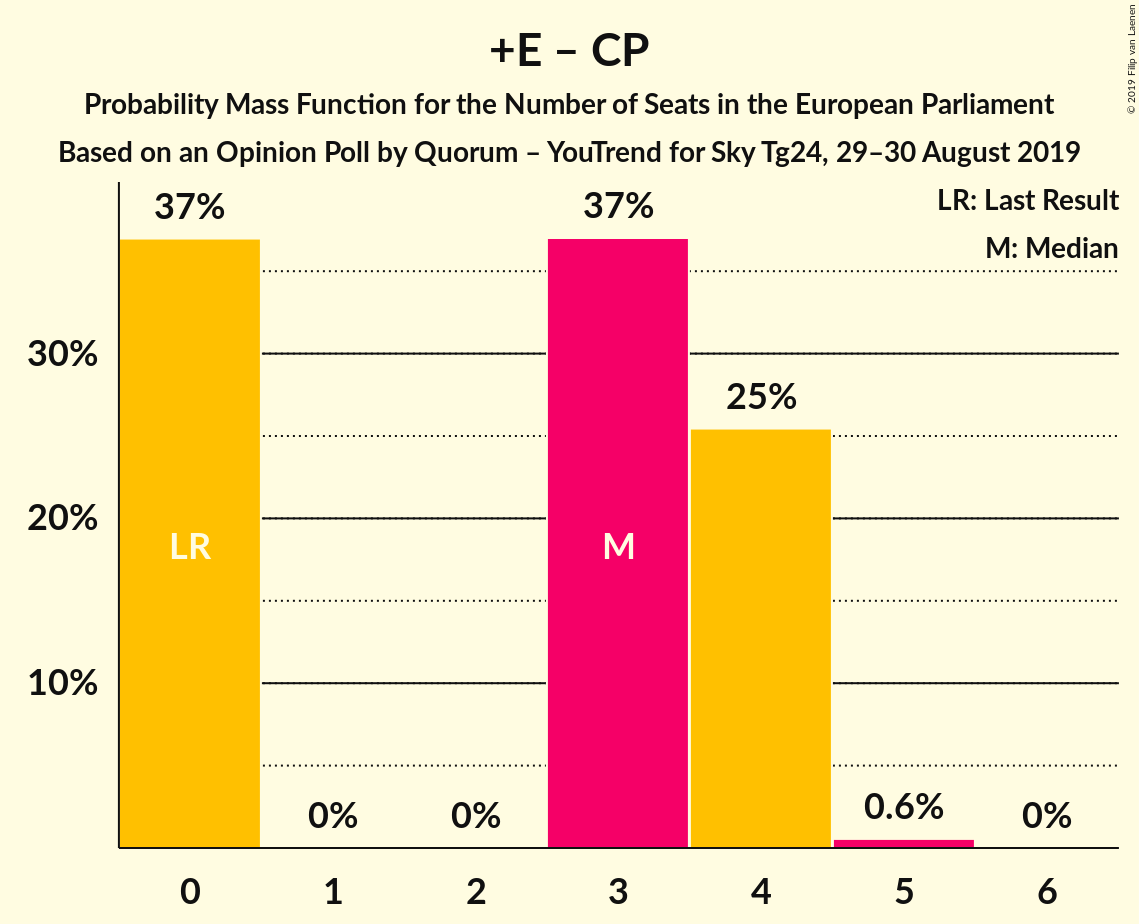 +E – CP
Probability Mass Function for the Number of Seats in the European Parliament
Based on an Opinion Poll by Quorum – YouTrend for Sky Tg24, 29–30 August 2019
© 2019 Filip van Laenen
LR: Last Result
M: Median
37%
37%
30%
25%
20%
LR
M
10%
0%
0%
0.6%
0%
0
1
2
3
4
5
6